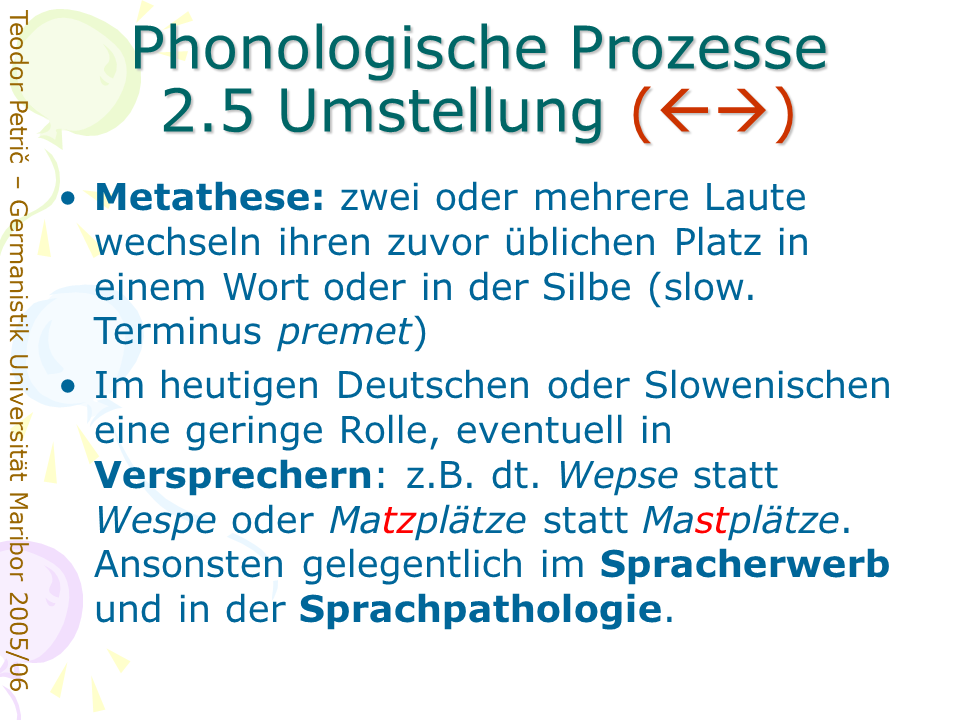 Phonologische Prozesse
2.5 Umstellung (←→)
• Metathese: zwei oder mehrere Laute
wechseln ihren zuvor üblichen Platz in
einem Wort oder in der Silbe (slow.
Terminus premet)
• Im heutigen Deutschen oder Slowenischen
eine geringe Rolle, eventuell in
Versprechern: z.B. dt. Wepse statt
Wespe oder Matzplätze statt Mastplätze.
Ansonsten gelegentlich im Spracherwerb
und in der Sprachpathologie.
Teodor Petrič – Germanistik Universität Maribor 2005/06